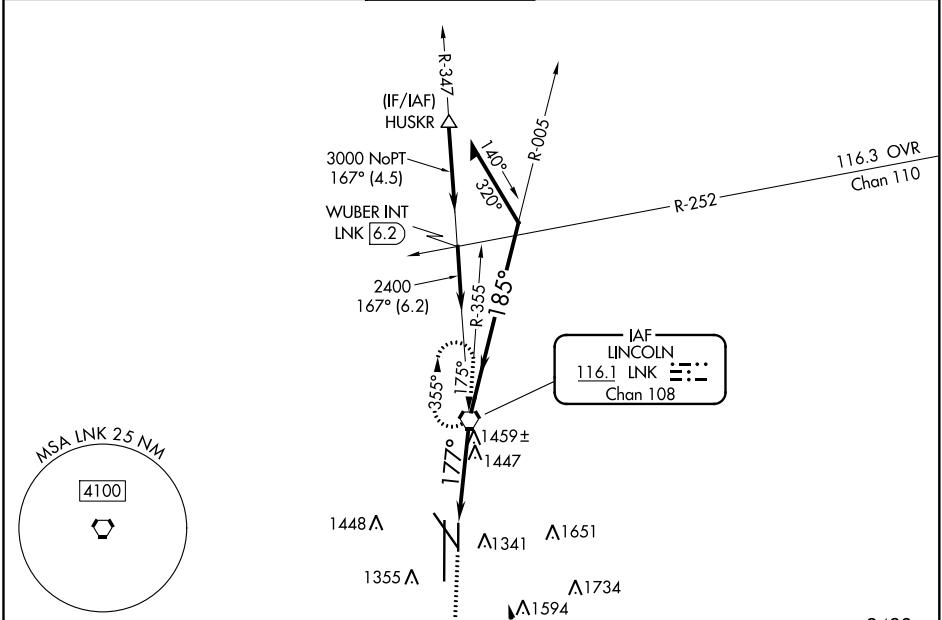 R-347
(IF/IAF)
HUSKR
R-005
3000 NoPT
167° (4.5)
140°
320°
116.3 OVR
Chan 110
R-252
WUBER INT
LNK 6.2
2400
167° (6.2)
R-355
185°
IAF
LINCOLN
116.1 LNK
Chan 108
355°
175°
1459±
1447
177°
MSA LNK 25 NM
4100
1448
1341
1651
1355
1734
1594